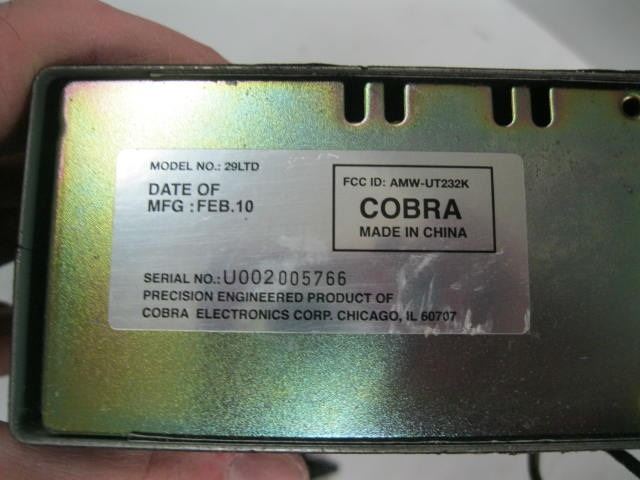 MODEL NO.: 29LTD
DATE OF
MFG : FEB.10
FCC ID: AMW-UT232K
COBRA
MADE IN CHINA
SERIAL NO.: U002005766
PRECISION ENGINEERED PRODUCT OF
COBRA ELECTRONICS CORP. CHICAGO, IL 60707